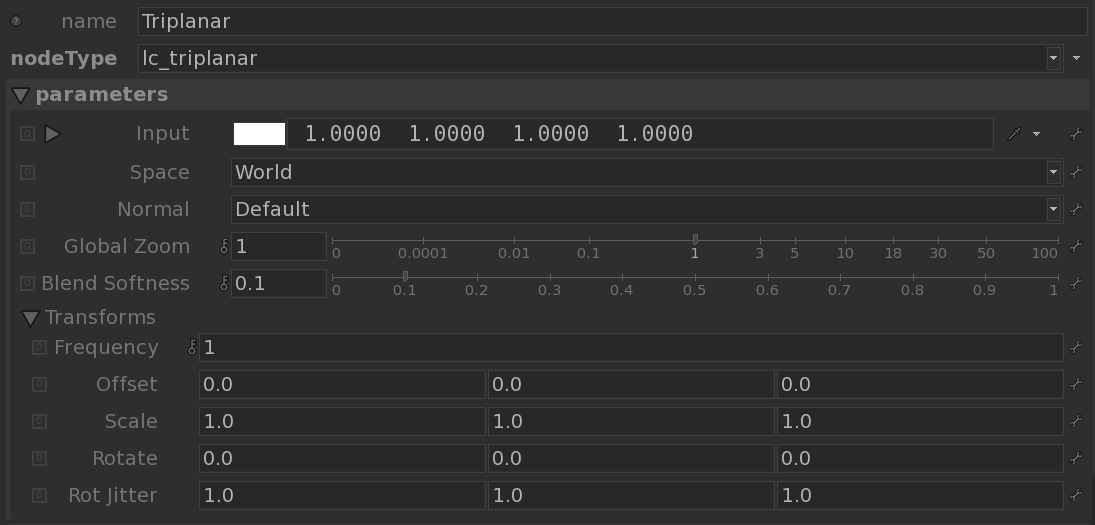 name Triplanar
nodeType lc_triplanar
parameters
Input 1.0000 1.0000 1.0000 1.0000
Space World
Normal Default
Global Zoom 1 0 0.0001 0.01 0.1 1 3 5 10 18 30 50 100
Blend Softness 0.1 0 0.1 0.2 0.3 0.4 0.5 0.6 0.7 0.8 0.9 1
Transforms
Frequency 1
Offset 0.0 0.0 0.0
Scale 1.0 1.0 1.0
Rotate 0.0 0.0 0.0
Rot Jitter 1.0 1.0 1.0